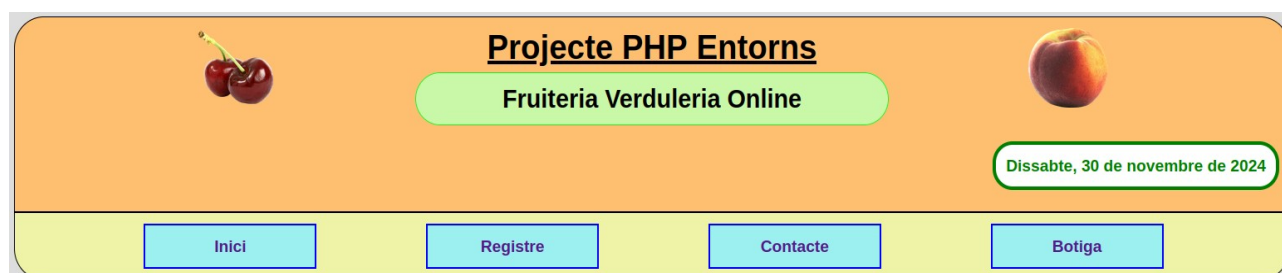 Projecte PHP Entorns
Fruiteria Verduleria Online
Dissabte, 30 de novembre de 2024
Inici
Registre
Contacte
Botiga